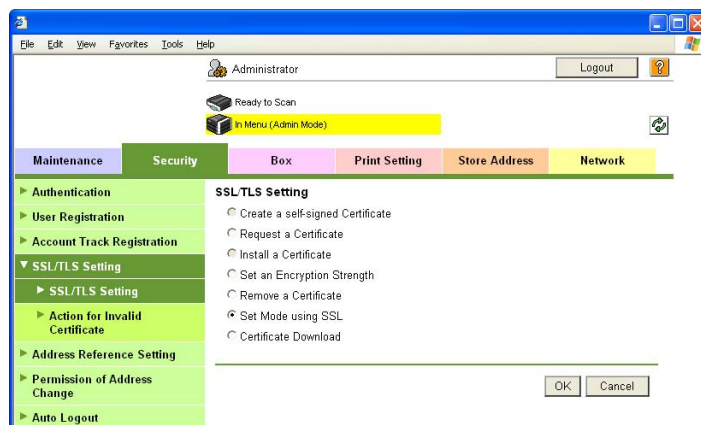 File Edit View Favorites Tools Help
Administrator
Logout
?
Ready to Scan
In Menu (Admin Mode)
Maintenance Security Box Print Setting Store Address Network
Authentication
User Registration
Account Track Registration
SSL/TLS Setting
SSL/TLS Setting
Action for Invalid
Certificate
Address Reference Setting
Permission of Address
Change
Auto Logout
SSL/TLS Setting
Create a self-signed Certificate
Request a Certificate
Install a Certificate
Set an Encryption Strength
Remove a Certificate
Set Mode using SSL
Certificate Download
OK Cancel